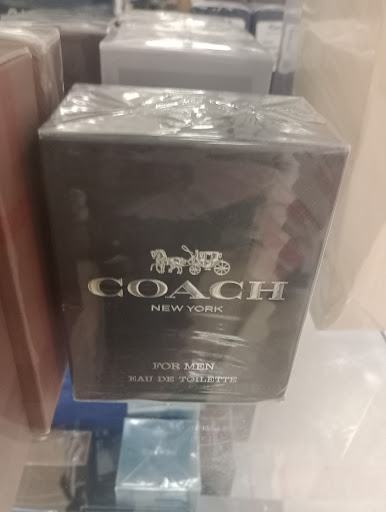 COACH
NEW YORK
FOR MEN
EAU DE TOILETTE